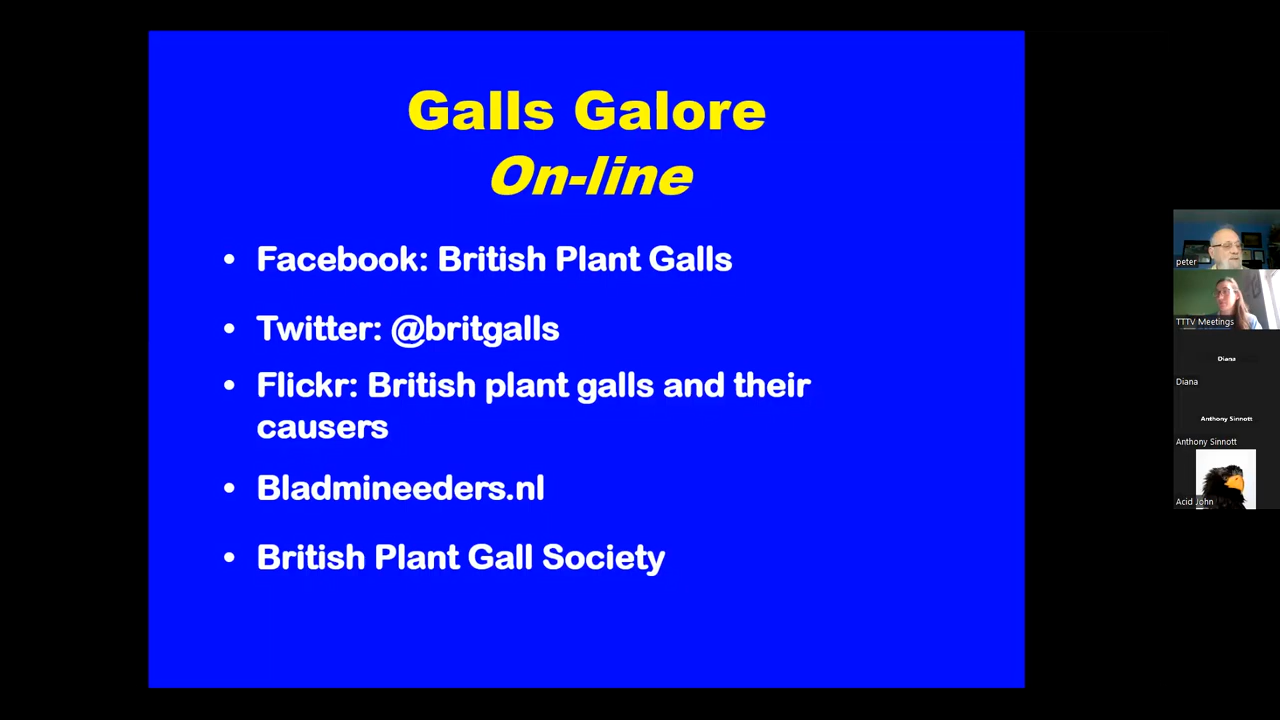 Galls Galore
On-line
• Facebook: British Plant Galls
• Twitter: @britgalls
• Flickr: British plant galls and their
causers
• Bladmineeders.nl
• British Plant Gall Society
peter
TTTV Meetings
Diana
Diana
Anthony Sinnott
Anthony Sinnott
Acid John